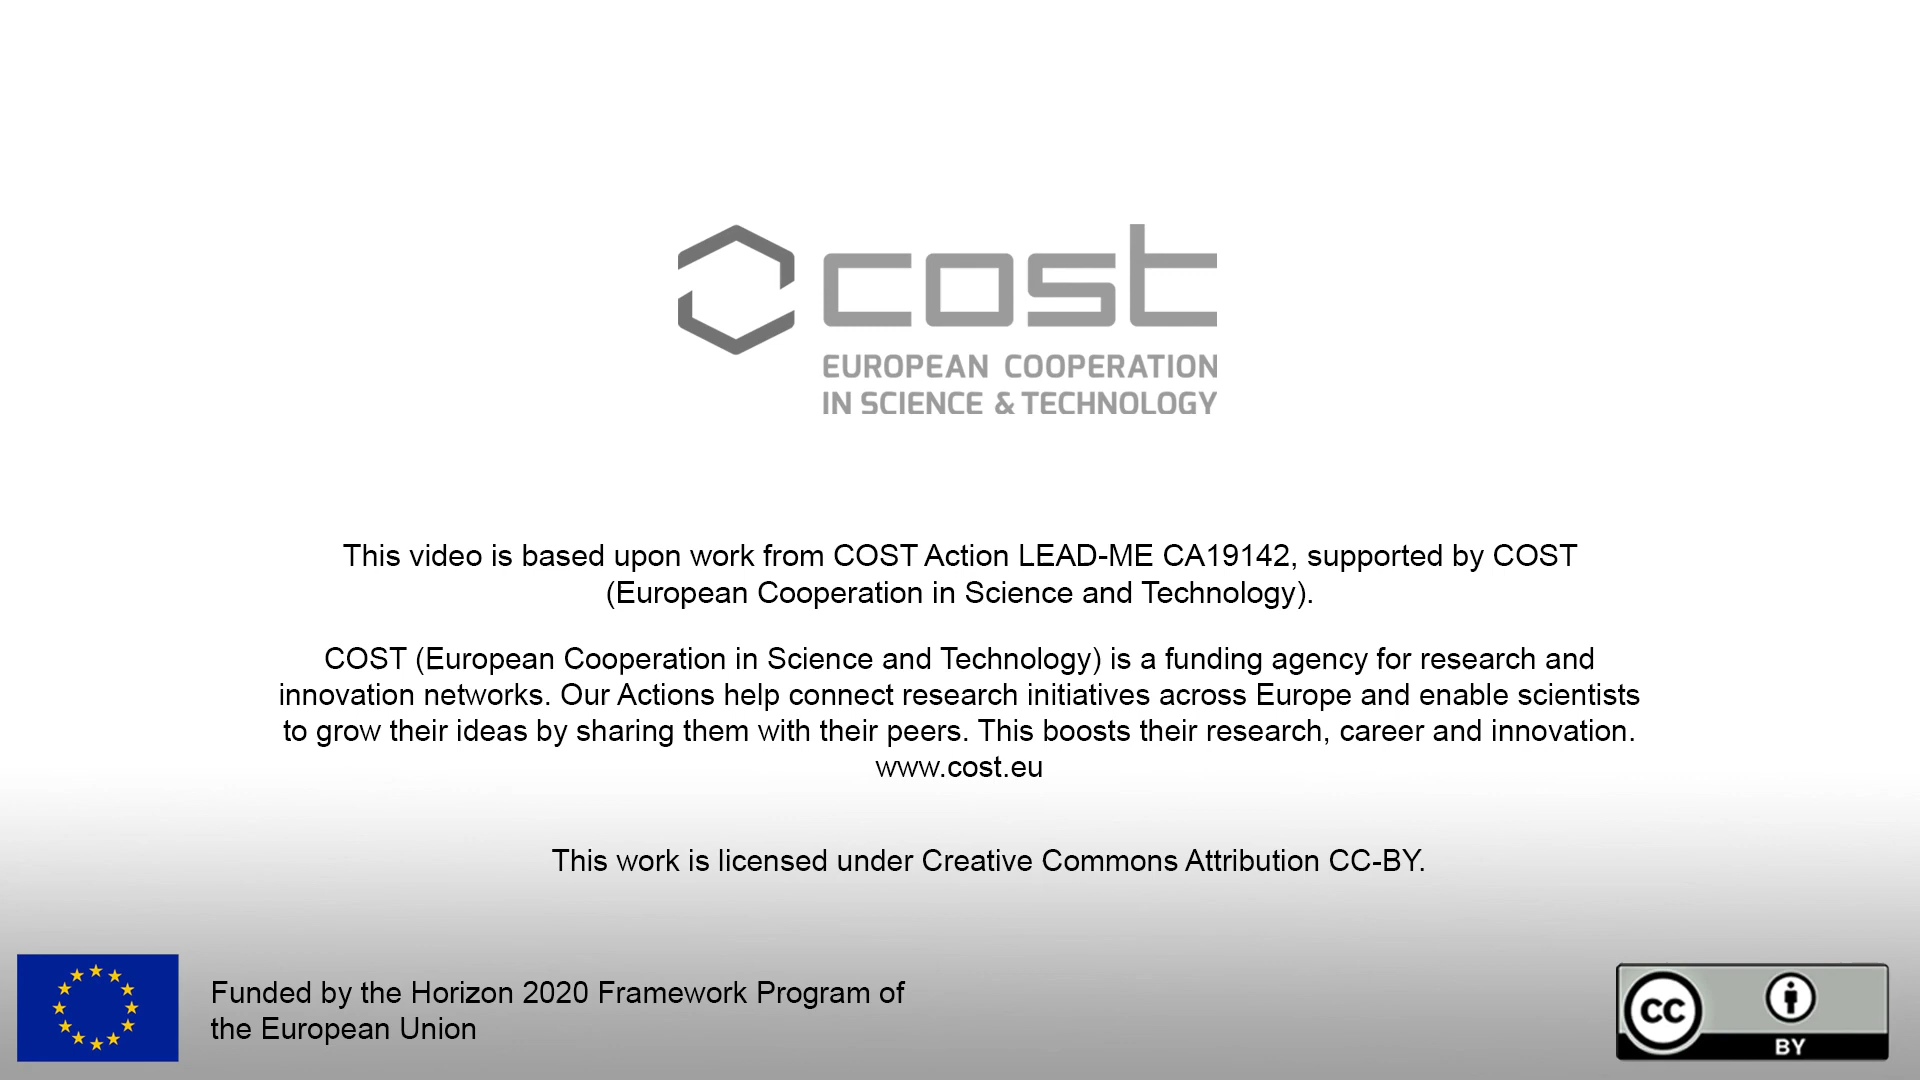 cost
EUROPEAN COOPERATION
IN SCIENCE & TECHNOLOGY
This video is based upon work from COST Action LEAD-ME CA19142, supported by COST
(European Cooperation in Science and Technology).
COST (European Cooperation in Science and Technology) is a funding agency for research and
innovation networks. Our Actions help connect research initiatives across Europe and enable scientists
to grow their ideas by sharing them with their peers. This boosts their research, career and innovation.
www.cost.eu
This work is licensed under Creative Commons Attribution CC-BY.
Funded by the Horizon 2020 Framework Program of
the European Union
CC
BY